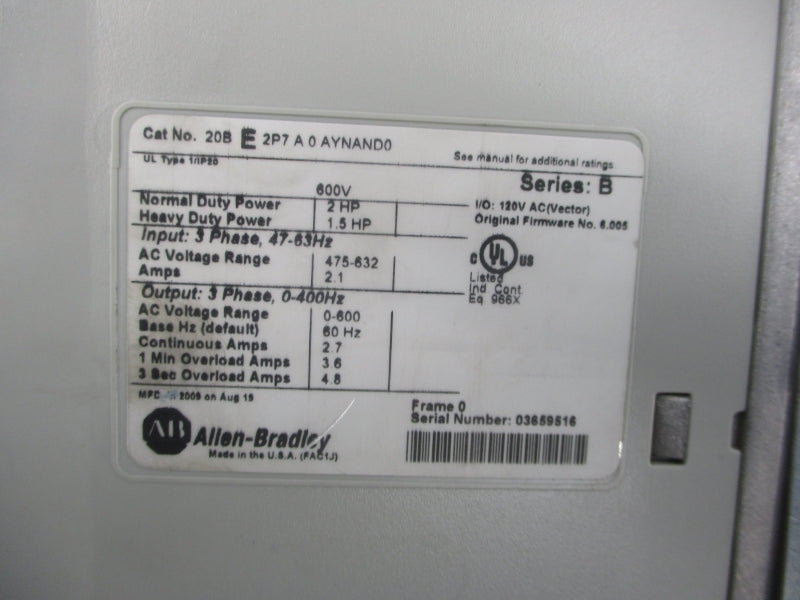 Cat No. 20B E 2P7 A 0 AYNAND0
UL Type 1/IP20
See manual for additional ratings
Series: B
600V
Normal Duty Power 2 HP
Heavy Duty Power 1.5 HP
I/O: 120V AC(Vector)
Original Firmware No. 6.005
Input: 3 Phase, 47-63Hz
AC Voltage Range 475-632
Amps 2.1
C UL US
Listed
Ind Cont
Eq 966X
Output: 3 Phase, 0-400Hz
AC Voltage Range 0-600
Base Hz (default) 60 Hz
Continuous Amps 2.7
1 Min Overload Amps 3.6
3 Sec Overload Amps 4.8
MFD 2009 on Aug 19
Frame 0
Serial Number: 03659516
AB Allen-Bradley
Made in the U.S.A. (FAC1J)